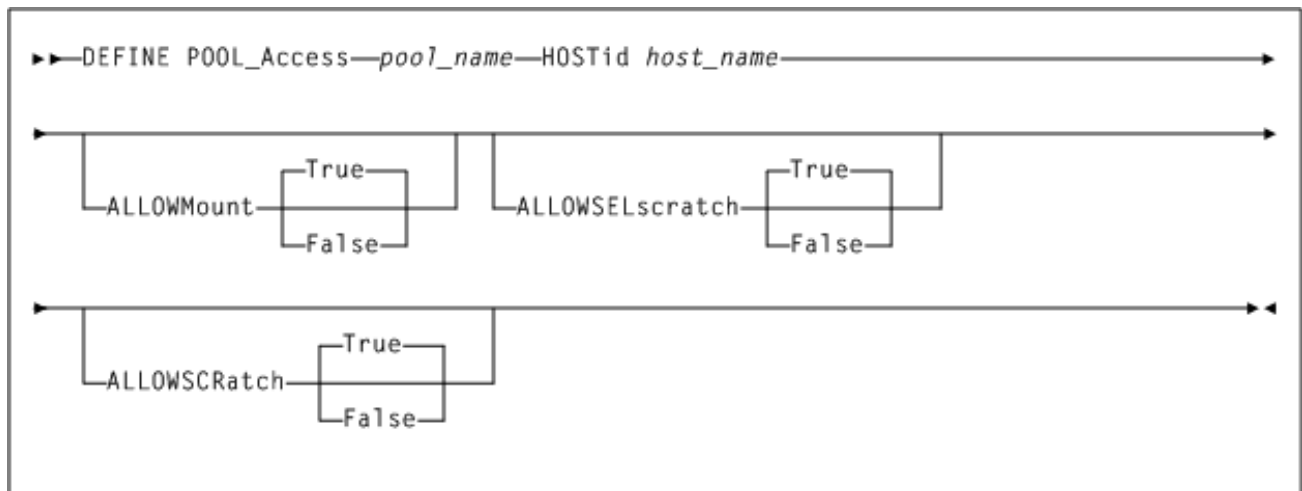 DEFINE POOL_Access pool_name HOSTid host_name
True True
ALLOWMount ALLOWSELscratch
False False
True
ALLOWSCRatch
False